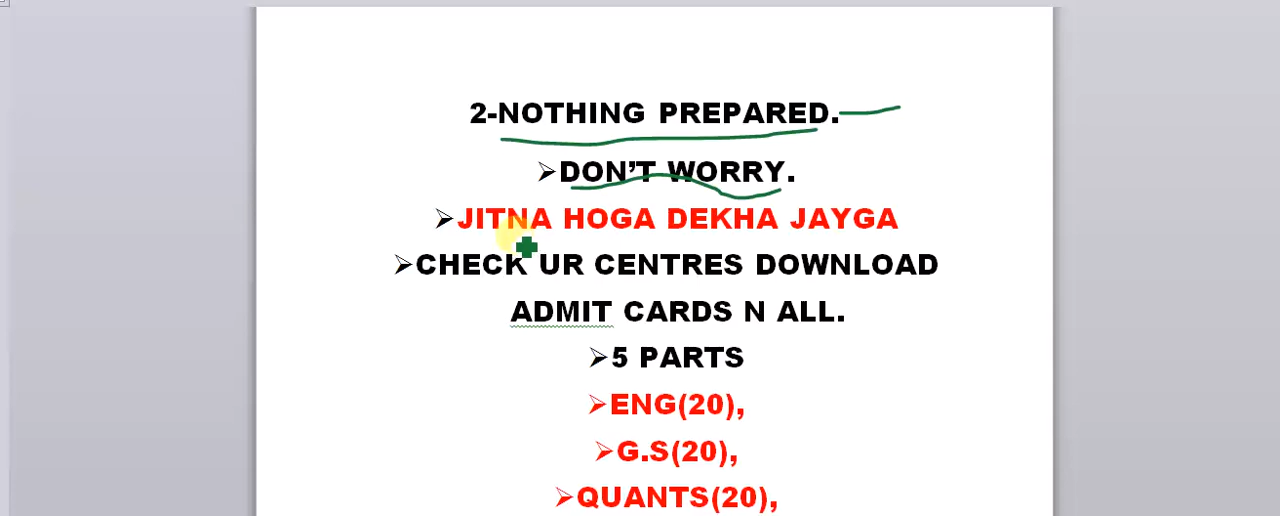 2-NOTHING PREPARED.
➢DON'T WORRY.
➢JITNA HOGA DEKHA JAYGA
➢CHECK UR CENTRES DOWNLOAD
ADMIT CARDS N ALL.
➢5 PARTS
➢ENG(20),
➢G.S(20),
➢QUANTS(20),